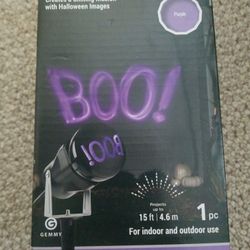 with Halloween Images
Purple
BOO!
BOO!
Projects
up to
15 ft | 4.6 m
1 pc
G
GEMMY
For indoor and outdoor use